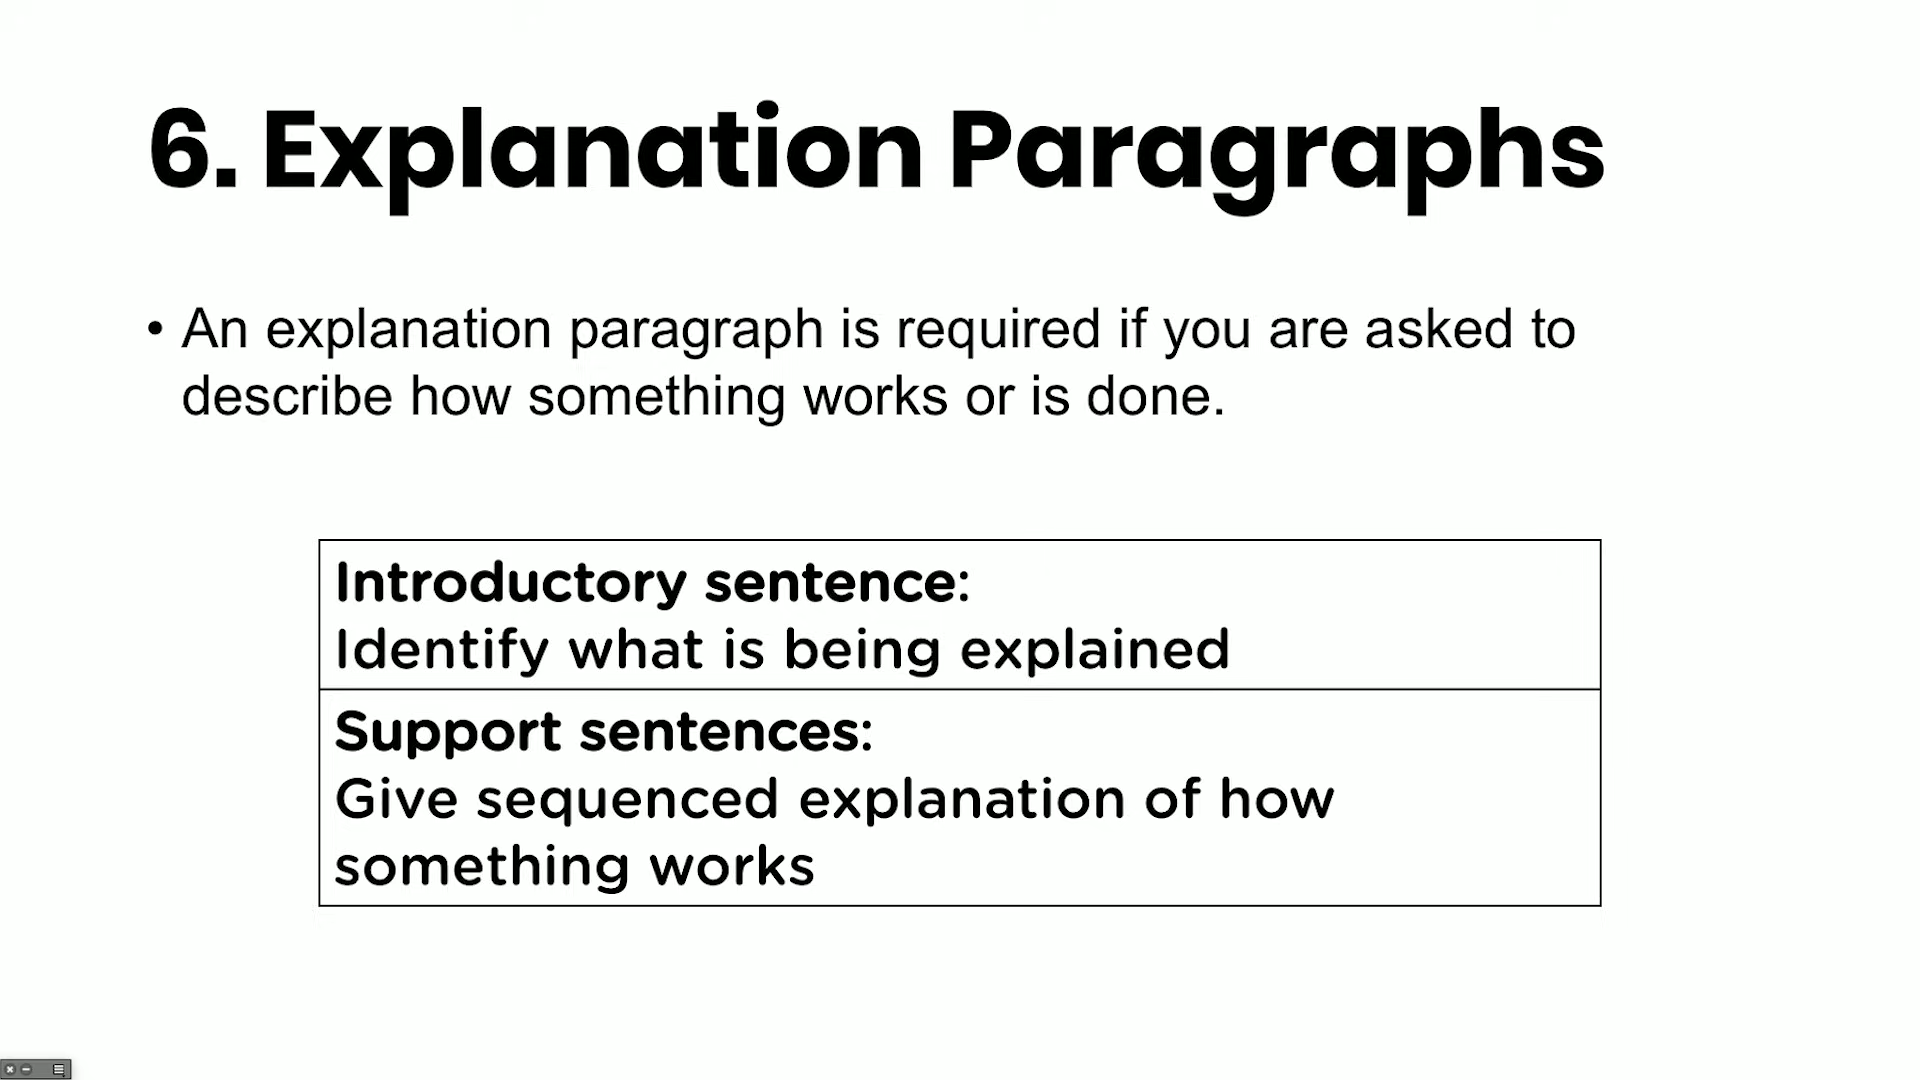 6. Explanation Paragraphs
• An explanation paragraph is required if you are asked to
describe how something works or is done.
Introductory sentence:
Identify what is being explained
Support sentences:
Give sequenced explanation of how
something works